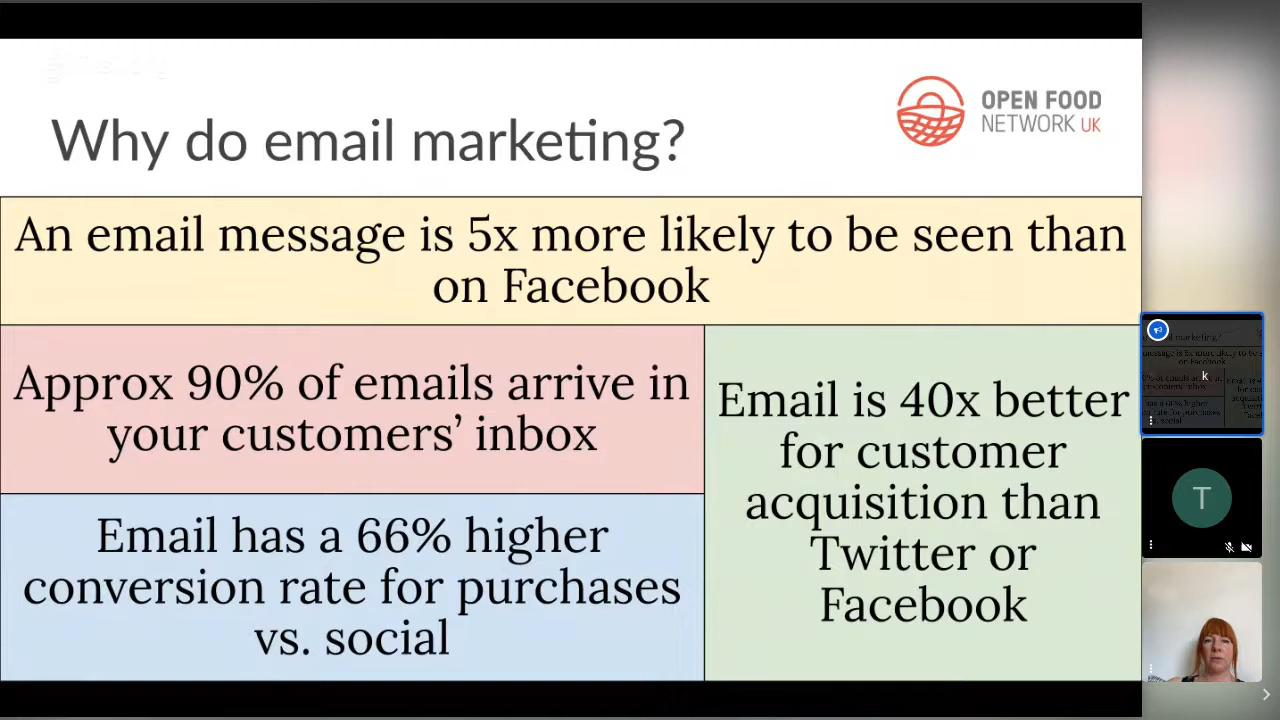 Why do email marketing?
OPEN FOOD
NETWORK UK
An email message is 5x more likely to be seen than
on Facebook
Approx 90% of emails arrive in
your customers’ inbox
Email has a 66% higher
conversion rate for purchases
vs. social
Email is 40x better
for customer
acquisition than
Twitter or
Facebook
k
T